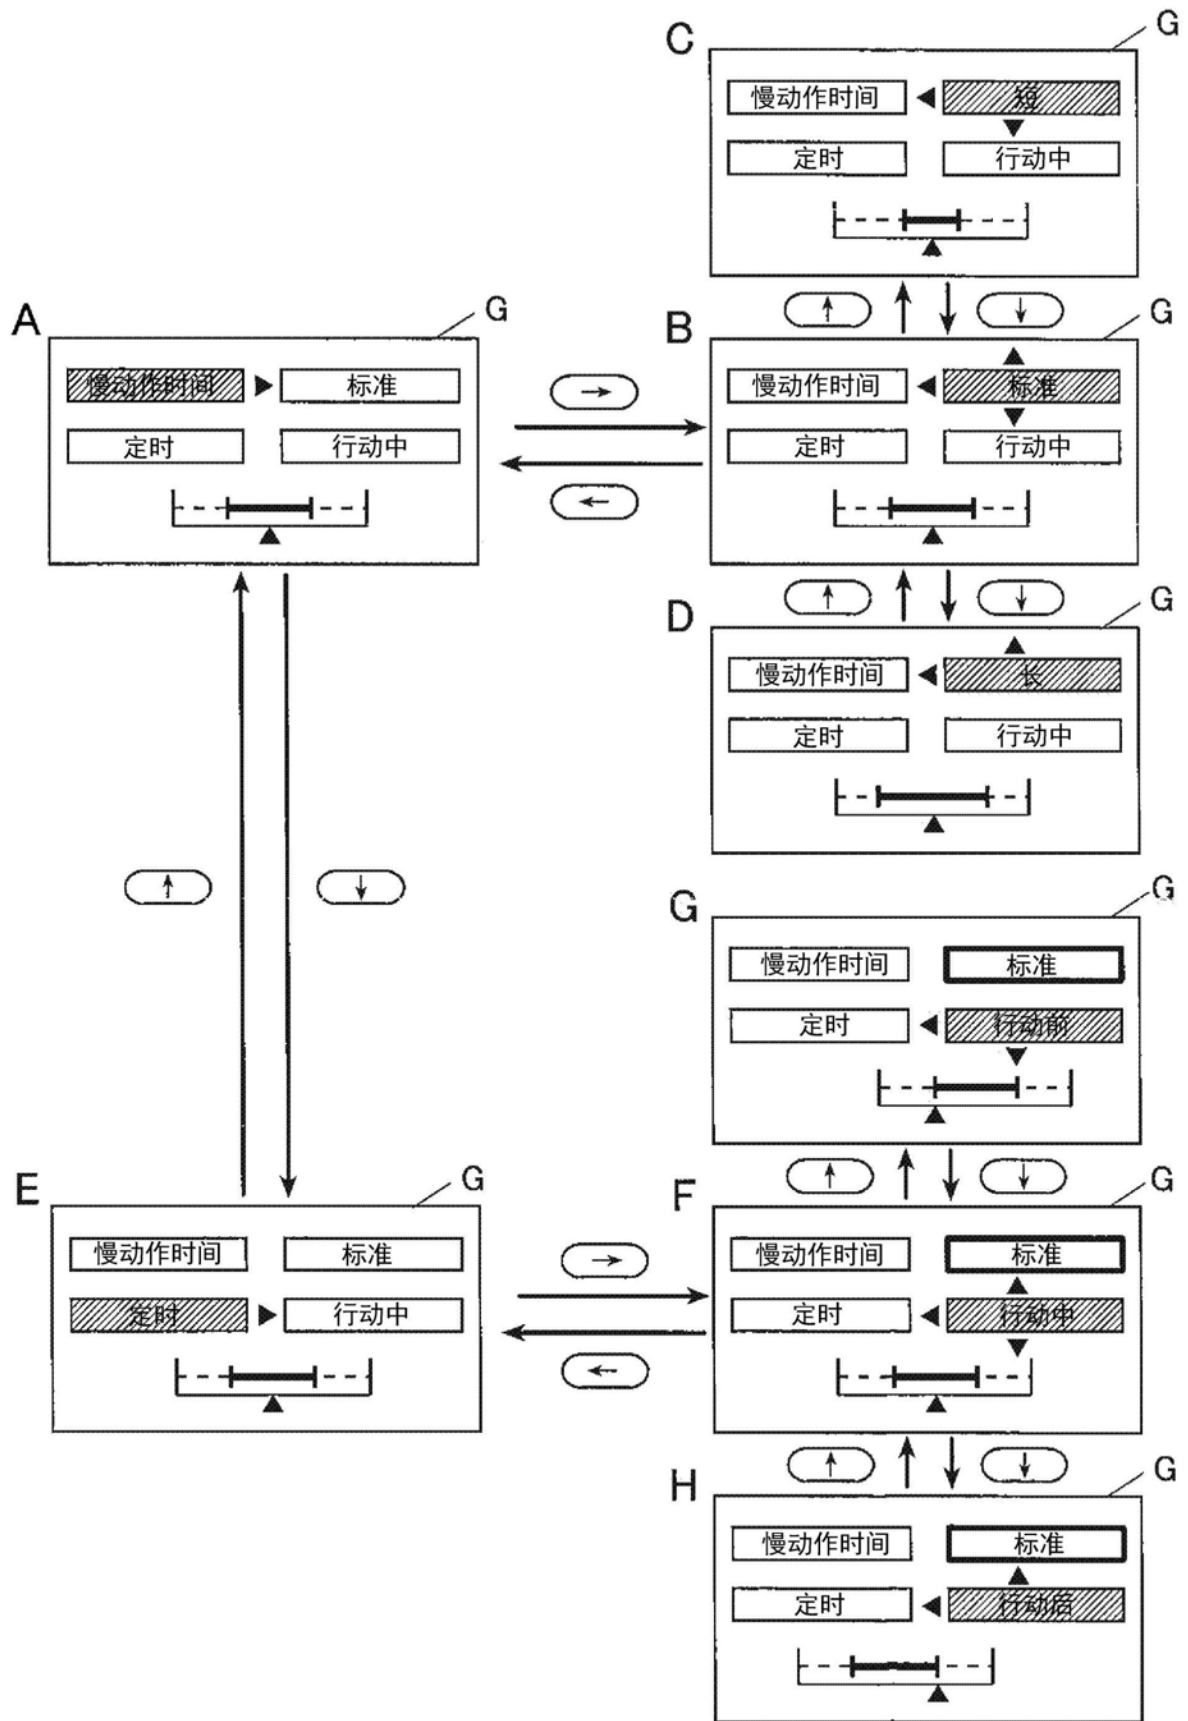 C
G
慢动作时间 短
定时 行动中
↑ ↓
A
G
慢动作时间 标准
定时 行动中
→
←
B
G
慢动作时间 标准
定时 行动中
↑ ↓
D
G
慢动作时间 长
定时 行动中
↑ ↓
G
G
慢动作时间 标准
定时 行动前
↑ ↓
E
G
慢动作时间 标准
定时 行动中
→
←
F
G
慢动作时间 标准
定时 行动中
↑ ↓
H
G
慢动作时间 标准
定时 行动后